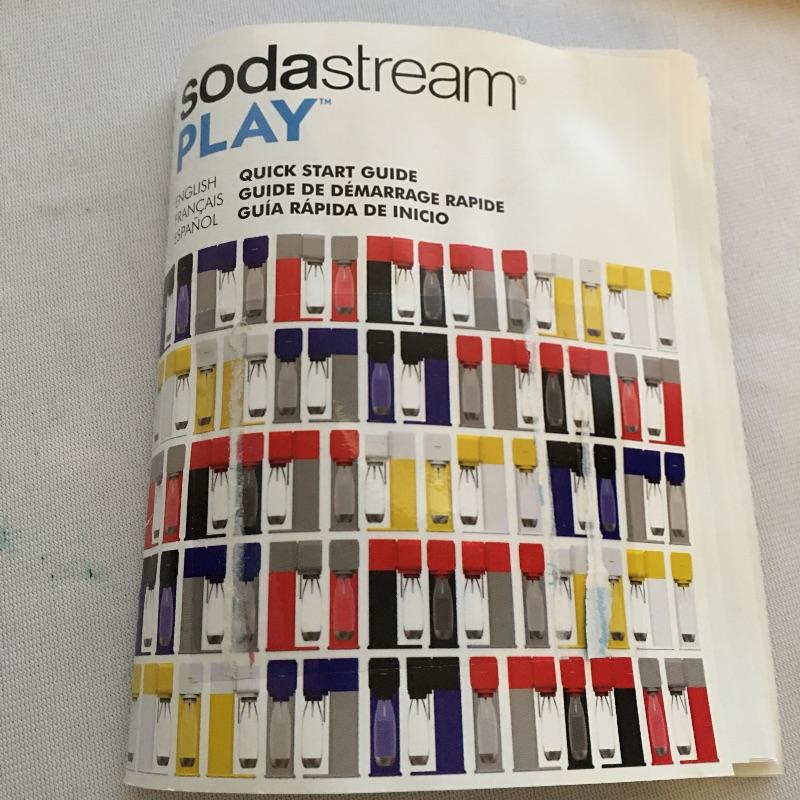 sodastream®
PLAY™
ENGLISH
FRANÇAIS
ESPAÑOL
QUICK START GUIDE
GUIDE DE DÉMARRAGE RAPIDE
GUÍA RÁPIDA DE INICIO